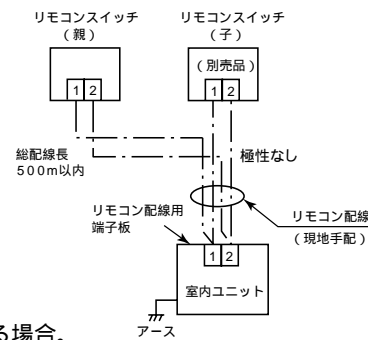 リモコンスイッチ
（親）
リモコンスイッチ
（子）
（別売品）
1 2
1 2
総配線長
500m以内
極性なし
リモコン配線用
端子板
リモコン配線
（現地手配）
1 2
室内ユニット
アース
る場合。